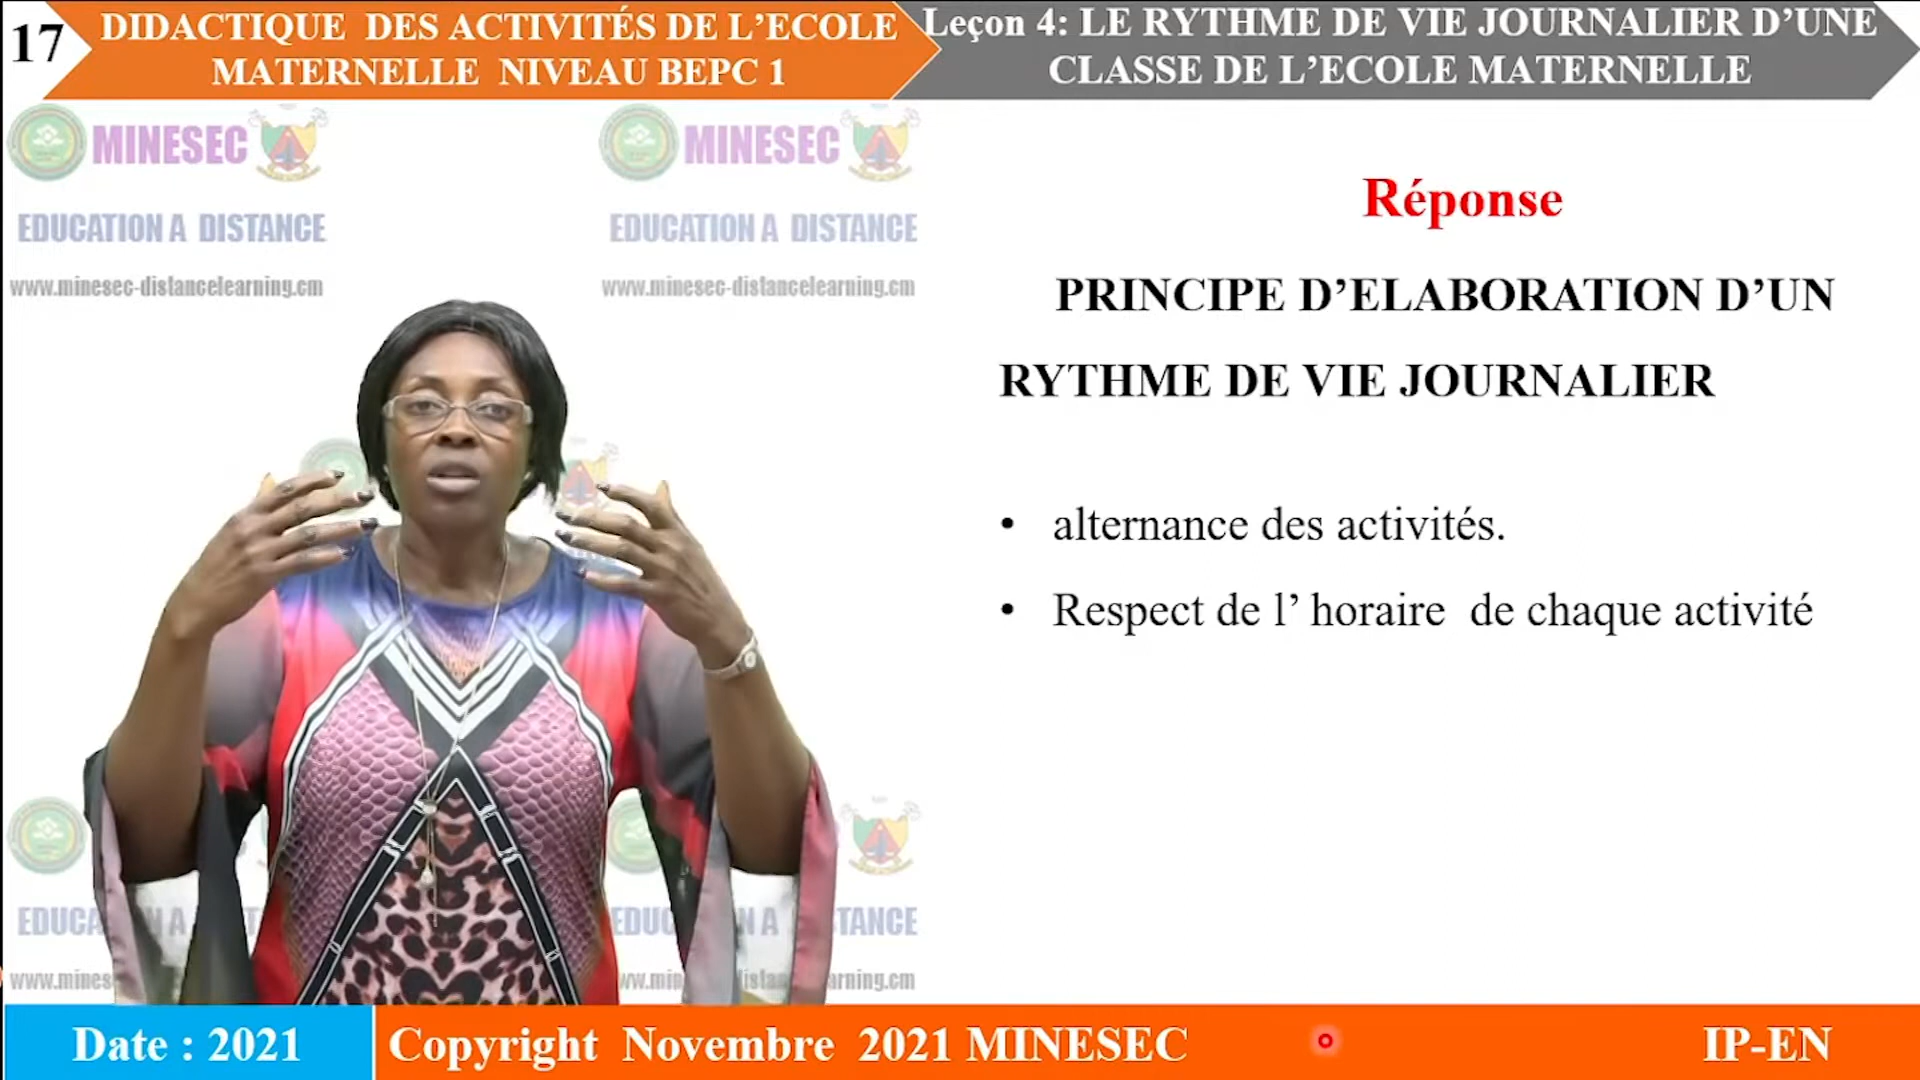 17
DIDACTIQUE DES ACTIVITÉS DE L’ECOLE
MATERNELLE NIVEAU BEPC 1
Leçon 4: LE RYTHME DE VIE JOURNALIER D’UNE
CLASSE DE L’ECOLE MATERNELLE
MINESEC
MINESEC
EDUCATION A DISTANCE
EDUCATION A DISTANCE
www.minesec-distancelearning.cm
www.minesec-distancelearning.cm
Réponse
PRINCIPE D’ELABORATION D’UN
RYTHME DE VIE JOURNALIER
• alternance des activités.
• Respect de l’ horaire de chaque activité
Date : 2021
Copyright Novembre 2021 MINESEC
IP-EN